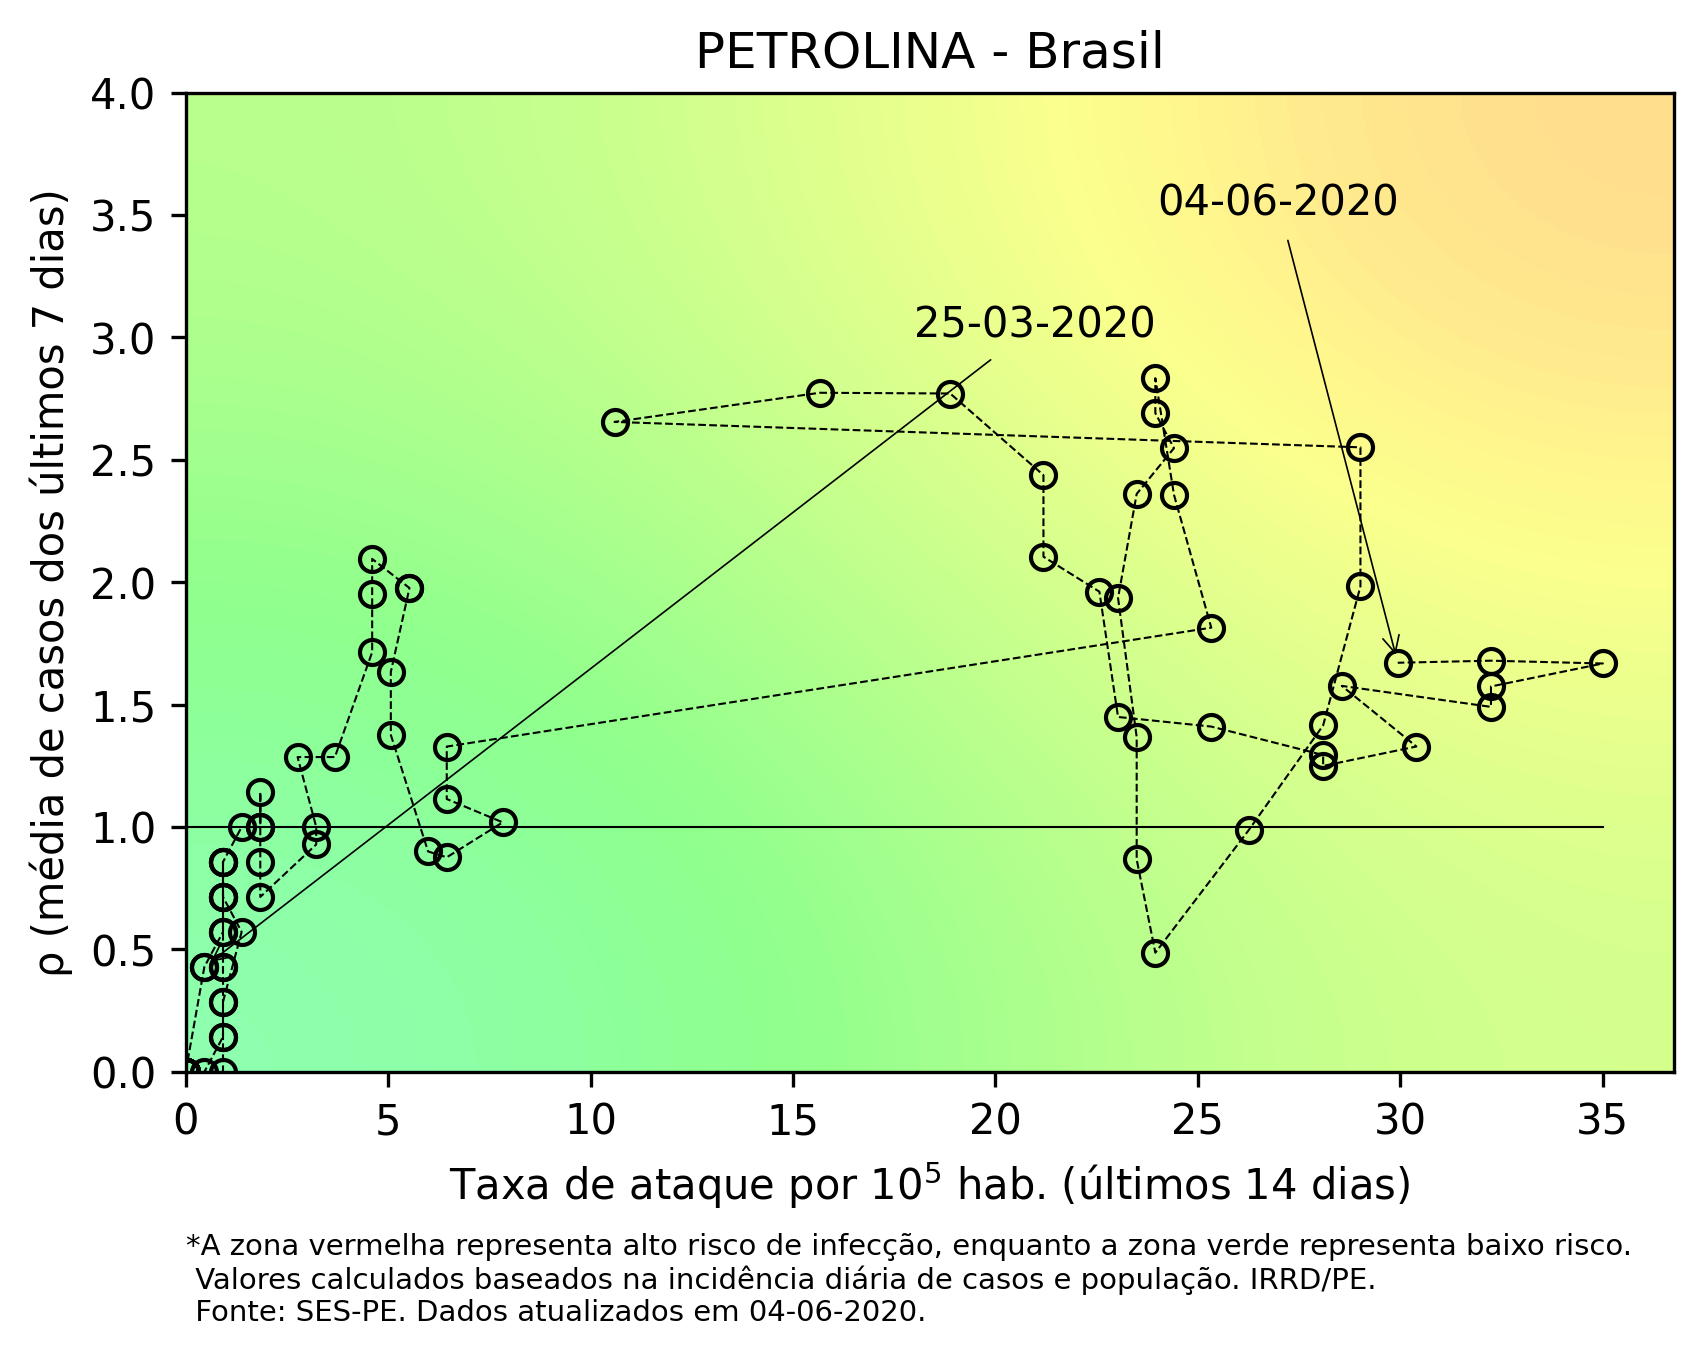 PETROLINA - Brasil
ρ (média de casos dos últimos 7 dias)
4.0
3.5
3.0
2.5
2.0
1.5
1.0
0.5
0.0
04-06-2020
25-03-2020
0 5 10 15 20 25 30 35
Taxa de ataque por 10⁵ hab. (últimos 14 dias)
*A zona vermelha representa alto risco de infecção, enquanto a zona verde representa baixo risco.
Valores calculados baseados na incidência diária de casos e população. IRRD/PE.
Fonte: SES-PE. Dados atualizados em 04-06-2020.